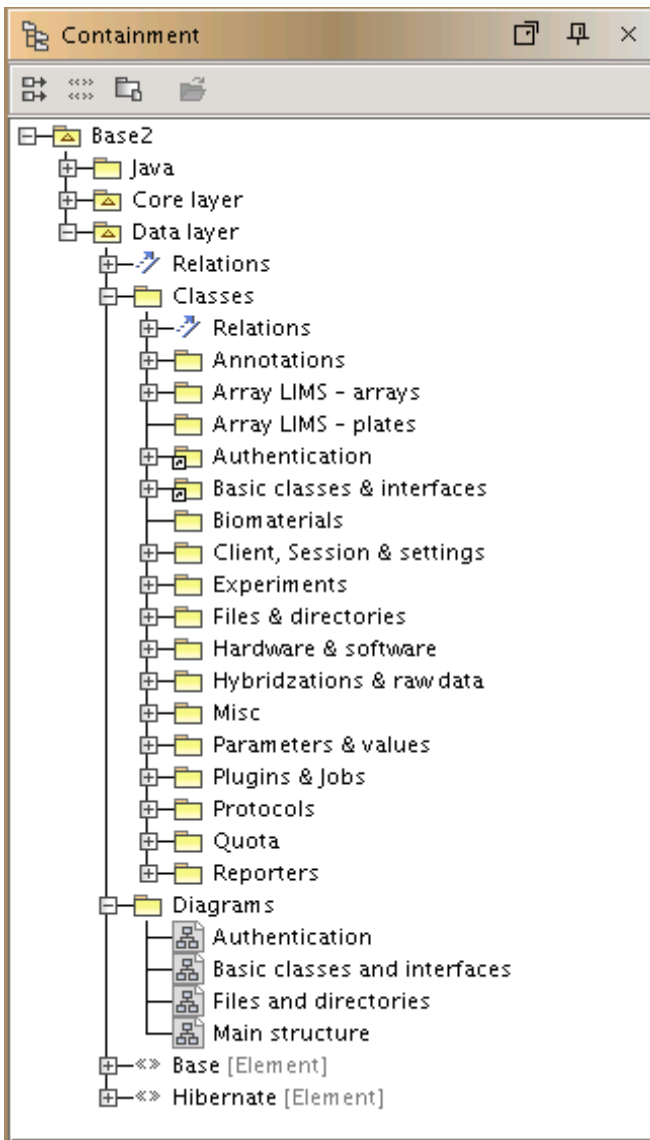 Containment
Base2
Java
Core layer
Data layer
Relations
Classes
Relations
Annotations
Array LIMS - arrays
Array LIMS - plates
Authentication
Basic classes & interfaces
Biomaterials
Client, Session & settings
Experiments
Files & directories
Hardware & software
Hybridzations & raw data
Misc
Parameters & values
Plugins & Jobs
Protocols
Quota
Reporters
Diagrams
Authentication
Basic classes and interfaces
Files and directories
Main structure
«» Base [Element]
«» Hibernate [Element]